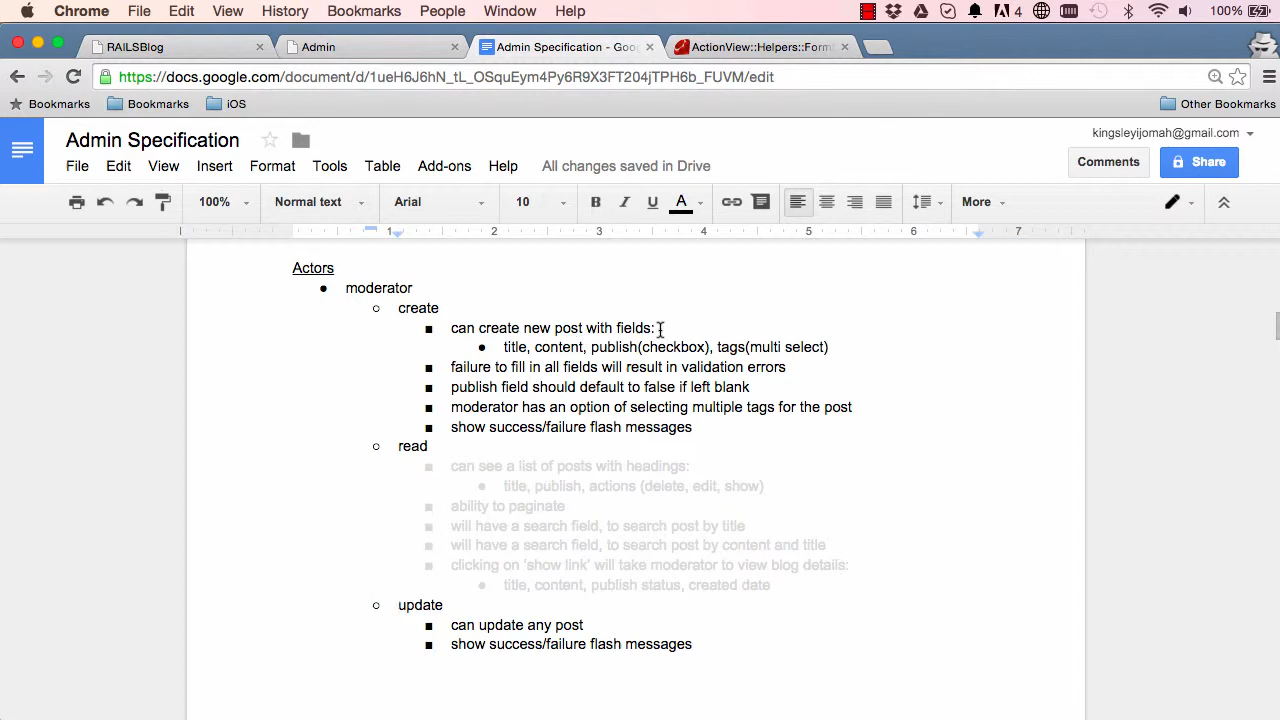 Chrome File Edit View History Bookmarks People Window Help 4 100%
RAILSBlog Admin Admin Specification - Goo ActionView::Helpers::Form
https://docs.google.com/document/d/1ueH6J6hN_tL_OSquEym4Py6R9X3FT204jTPH6b_FUVM/edit
Bookmarks Bookmarks iOS Other Bookmarks
Admin Specification kingsleyijomah@gmail.com
File Edit View Insert Format Tools Table Add-ons Help All changes saved in Drive Comments Share
100% Normal text Arial 10 B I U A More
1 2 3 4 5 6 7
Actors
moderator
create
can create new post with fields:
title, content, publish(checkbox), tags(multi select)
failure to fill in all fields will result in validation errors
publish field should default to false if left blank
moderator has an option of selecting multiple tags for the post
show success/failure flash messages
read
can see a list of posts with headings:
title, publish, actions (delete, edit, show)
ability to paginate
will have a search field, to search post by title
will have a search field, to search post by content and title
clicking on 'show link' will take moderator to view blog details:
title, content, publish status, created date
update
can update any post
show success/failure flash messages